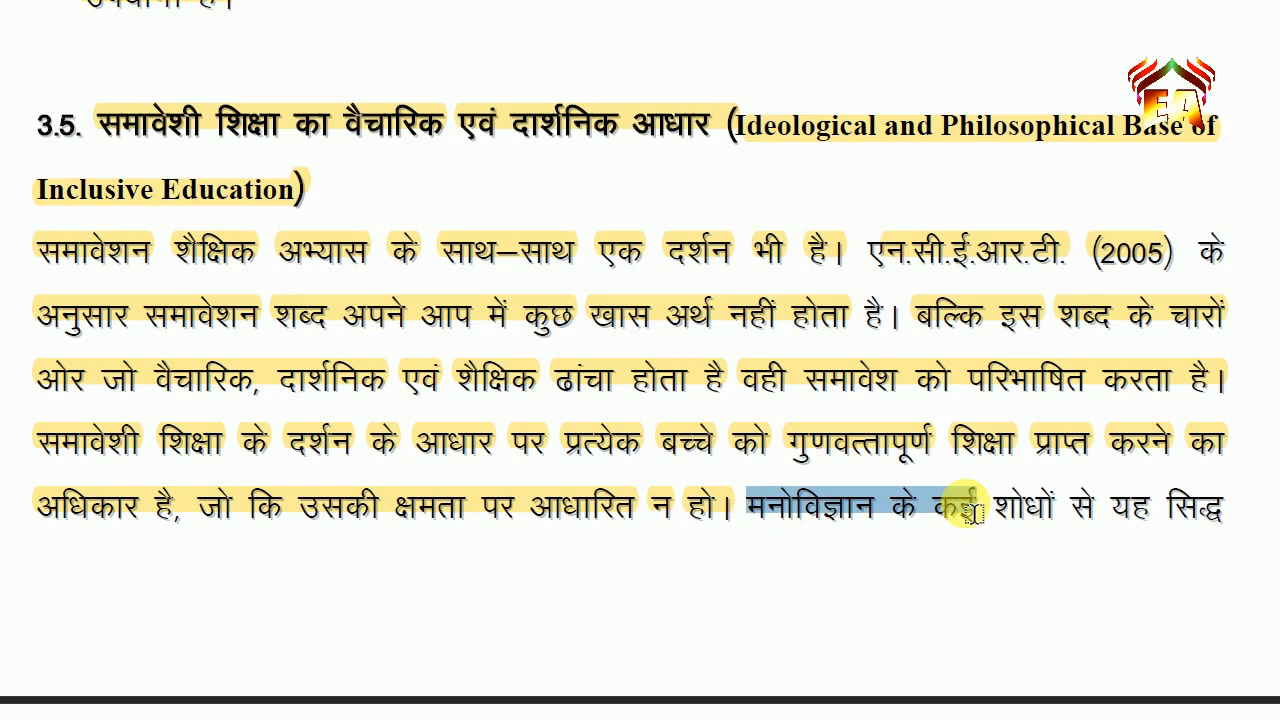 उपयोगी है।
3.5. समावेशी शिक्षा का वैचारिक एवं दार्शनिक आधार (Ideological and Philosophical Base of
Inclusive Education)
समावेशन शैक्षिक अभ्यास के साथ–साथ एक दर्शन भी है। एन.सी.ई.आर.टी. (2005) के
अनुसार समावेशन शब्द अपने आप में कुछ खास अर्थ नहीं होता है। बल्कि इस शब्द के चारों
ओर जो वैचारिक, दार्शनिक एवं शैक्षिक ढांचा होता है वही समावेश को परिभाषित करता है।
समावेशी शिक्षा के दर्शन के आधार पर प्रत्येक बच्चे को गुणवत्तापूर्ण शिक्षा प्राप्त करने का
अधिकार है, जो कि उसकी क्षमता पर आधारित न हो। मनोविज्ञान के कई शोधों से यह सिद्ध
EA